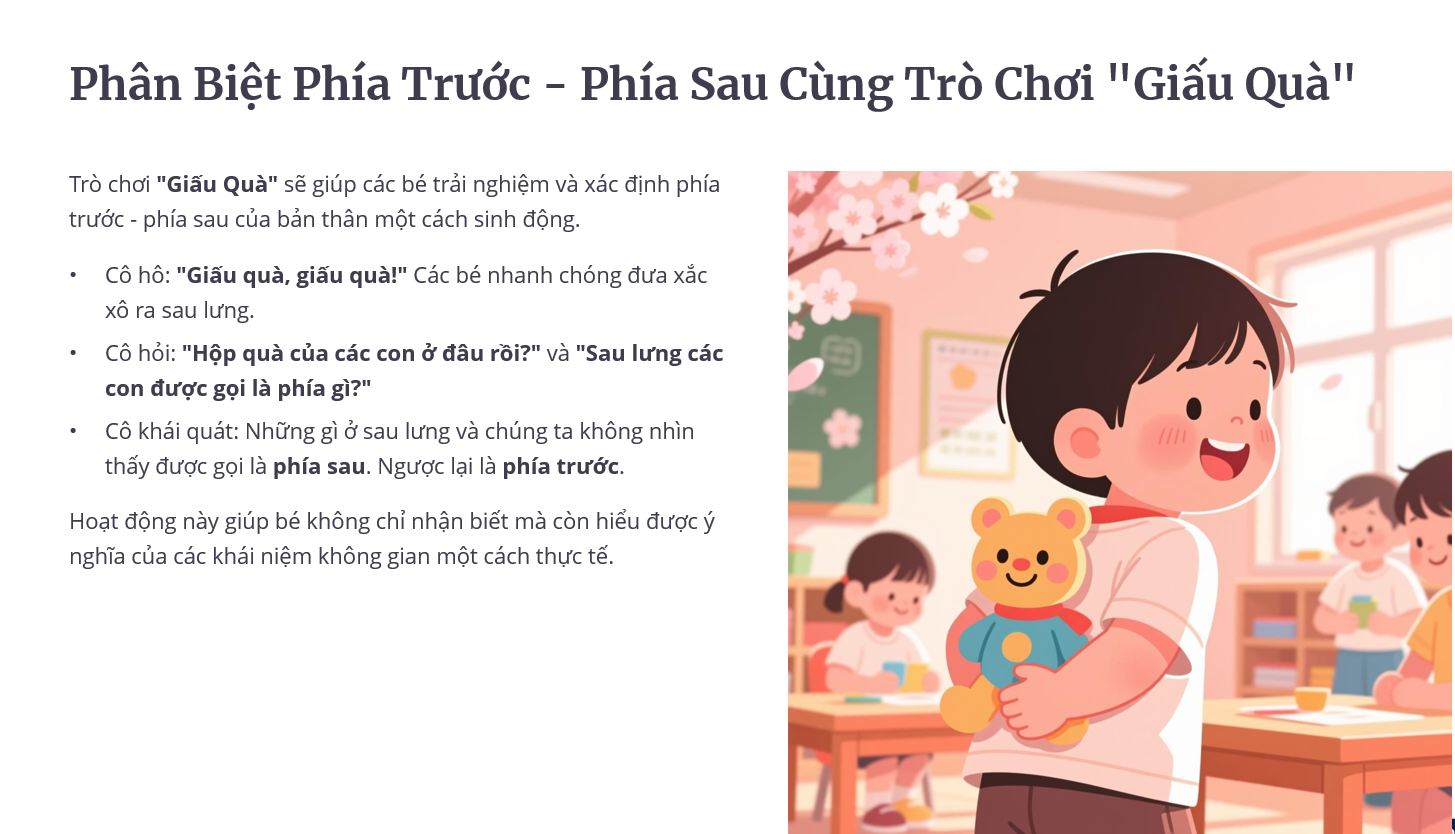 Phân Biệt Phía Trước - Phía Sau Cùng Trò Chơi "Giấu Quà"
Trò chơi "Giấu Quà" sẽ giúp các bé trải nghiệm và xác định phía
trước - phía sau của bản thân một cách sinh động.
• Cô hô: "Giấu quà, giấu quà!" Các bé nhanh chóng đưa xắc
xô ra sau lưng.
• Cô hỏi: "Hộp quà của các con ở đâu rồi?" và "Sau lưng các
con được gọi là phía gì?"
• Cô khái quát: Những gì ở sau lưng và chúng ta không nhìn
thấy được gọi là phía sau. Ngược lại là phía trước.
Hoạt động này giúp bé không chỉ nhận biết mà còn hiểu được ý
nghĩa của các khái niệm không gian một cách thực tế.